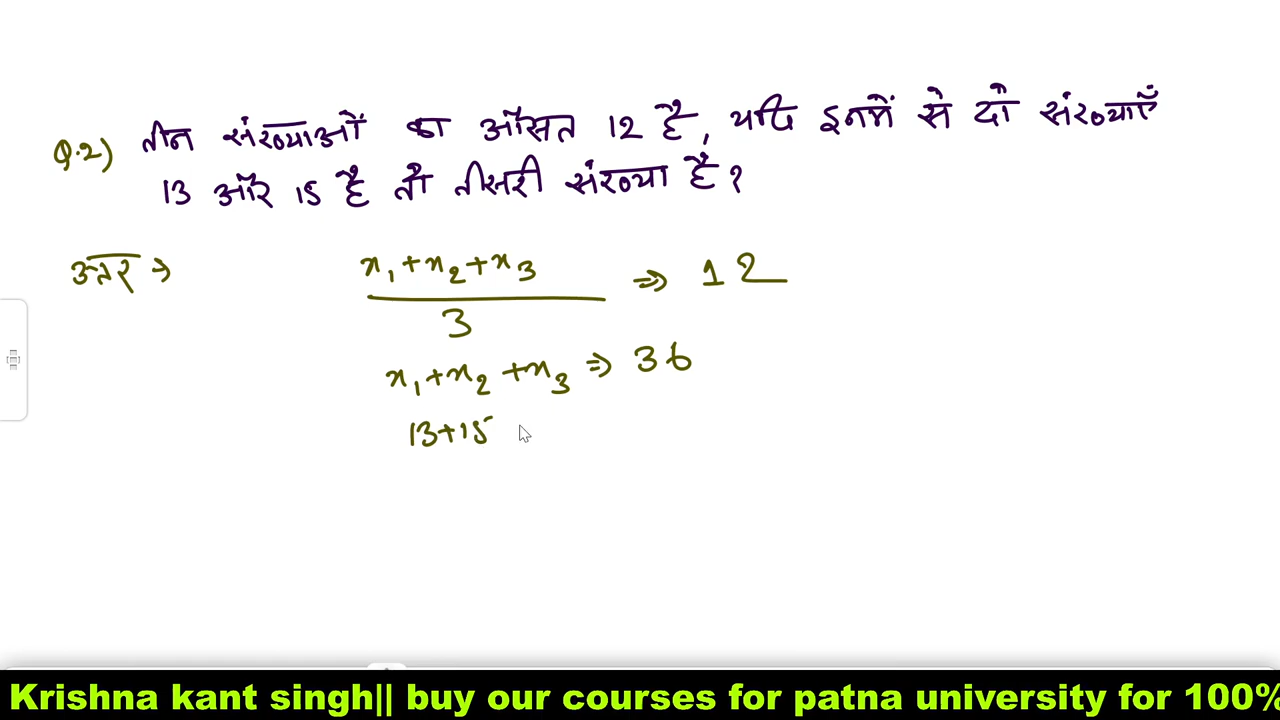 Q.2) तीन संख्याओं का औसत 12 है, यदि इनमें से दो संख्याएँ
13 और 15 है तो तीसरी संख्या है?
उत्तर → x₁+x₂+x₃ ⇒ 12
3
x₁+x₂+x₃ ⇒ 36
13+15
Krishna kant singh|| buy our courses for patna university for 100%